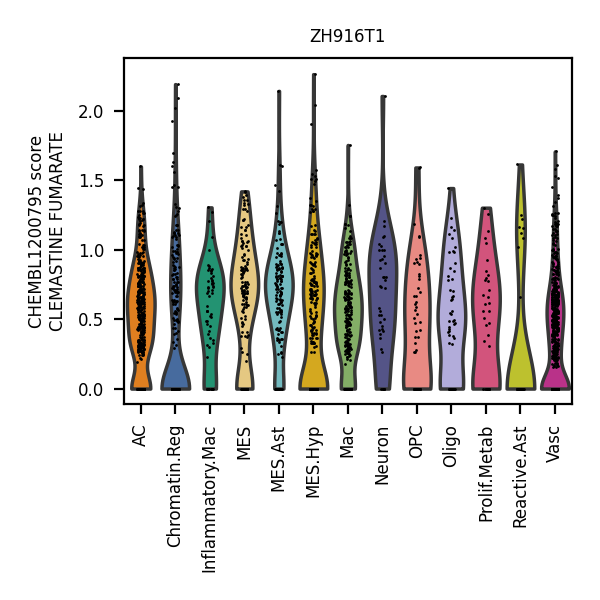 ZH916T1
CHEMBL1200795 score
CLEMASTINE FUMARATE
2.0
1.5
1.0
0.5
0.0
AC
Chromatin.Reg
Inflammatory.Mac
MES
MES.Ast
MES.Hyp
Mac
Neuron
OPC
Oligo
Prolif.Metab
Reactive.Ast
Vasc